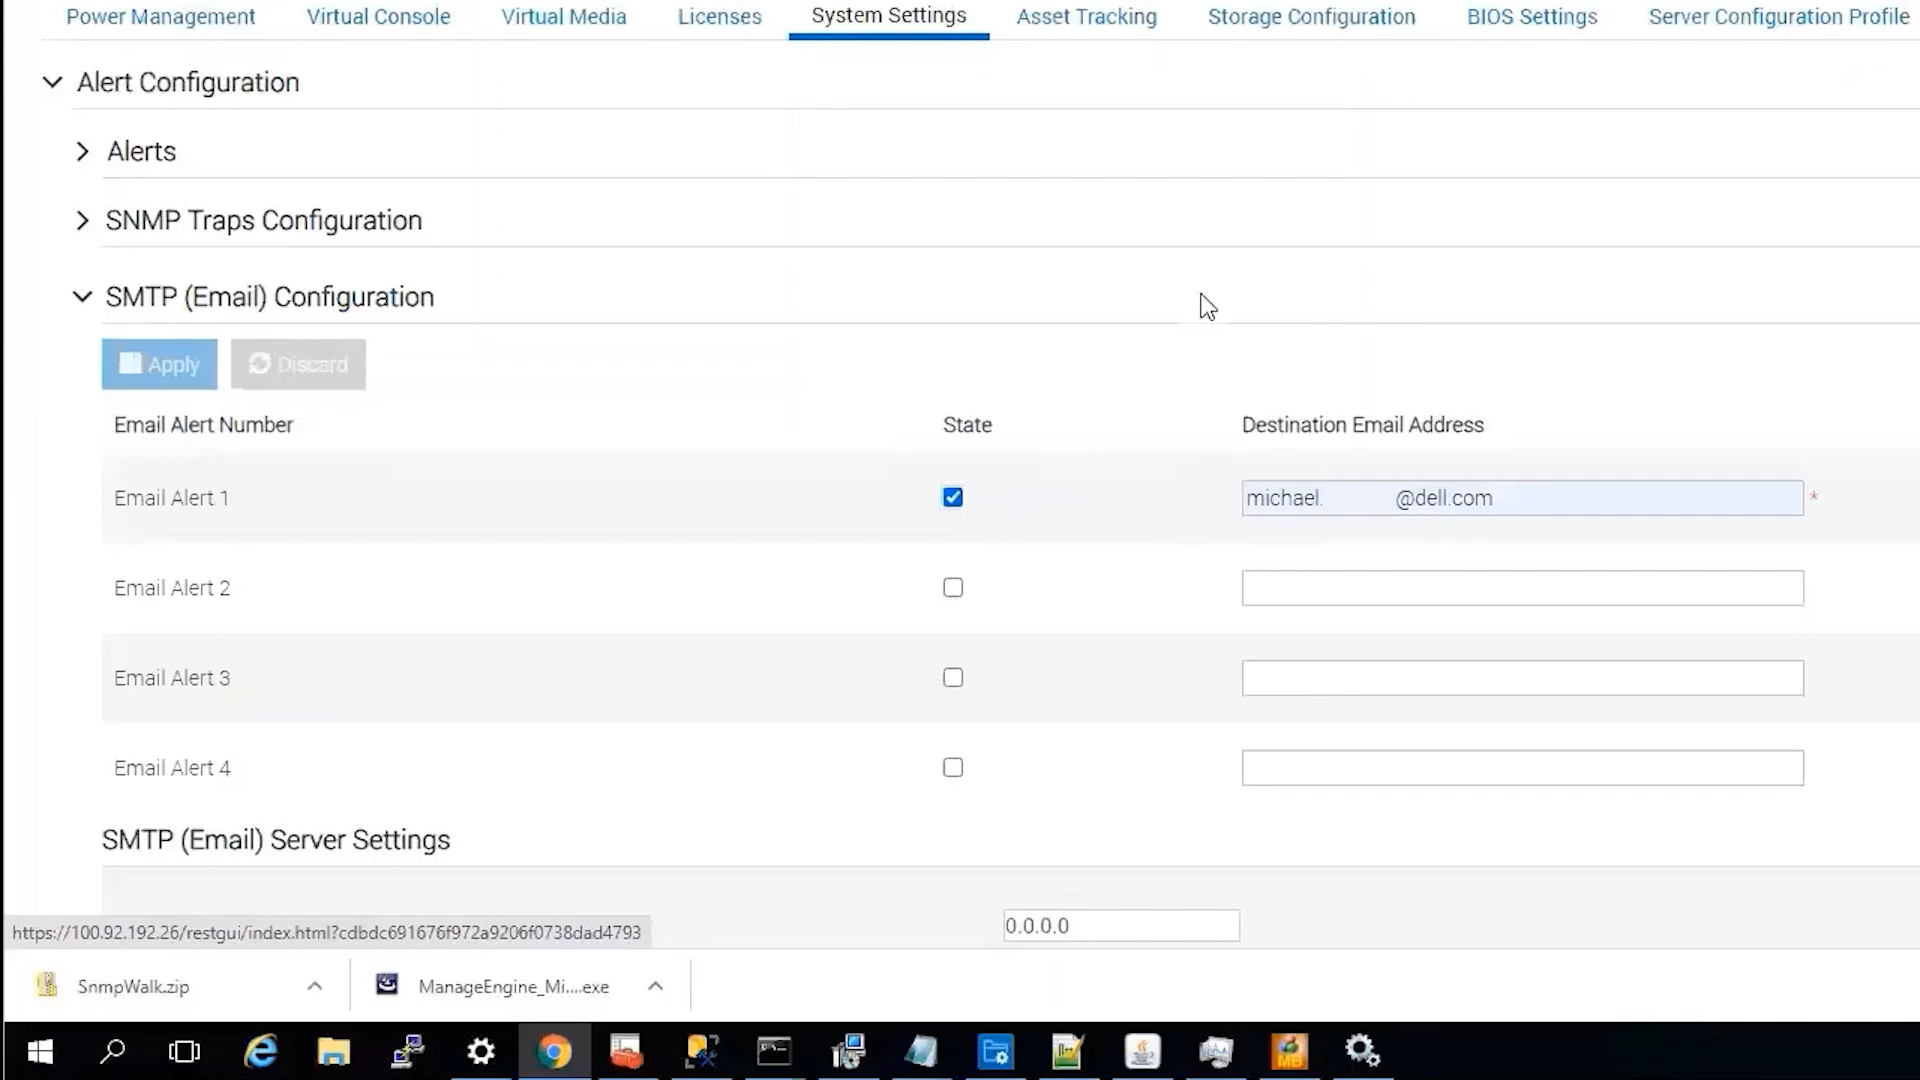 Power Management Virtual Console Virtual Media Licenses System Settings Asset Tracking Storage Configuration BIOS Settings Server Configuration Profile
Alert Configuration
Alerts
SNMP Traps Configuration
SMTP (Email) Configuration
Apply Discard
Email Alert Number State Destination Email Address
Email Alert 1 michael. @dell.com *
Email Alert 2
Email Alert 3
Email Alert 4
SMTP (Email) Server Settings
0.0.0.0
https://100.92.192.26/restgui/index.html?cdbdc691676f972a9206f0738dad4793
SnmpWalk.zip ManageEngine_Mi....exe
MB